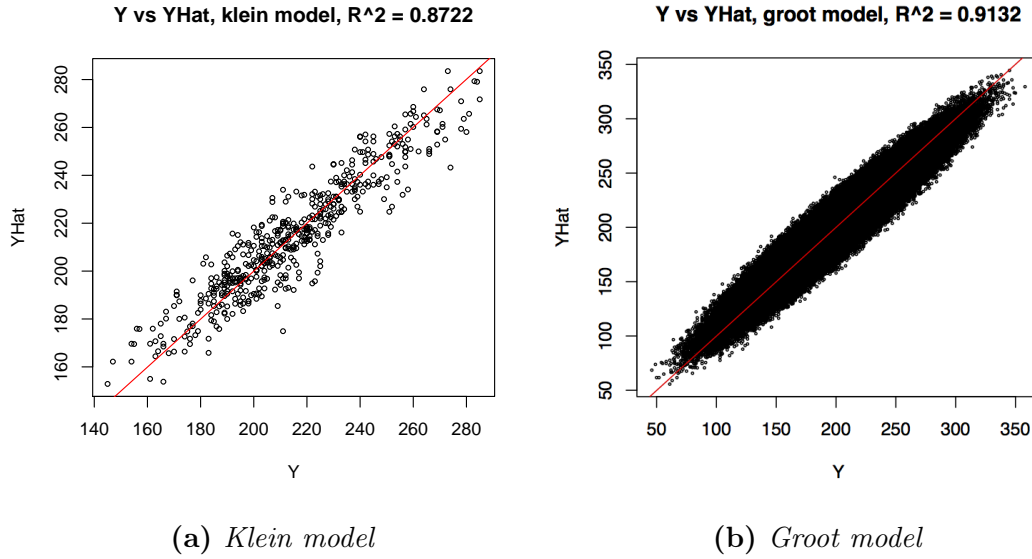 Y vs YHat, klein model, R^2 = 0.8722
YHat
280
260
240
220
200
180
160
140 160 180 200 220 240 260 280
Y
(a) Klein model
Y vs YHat, groot model, R^2 = 0.9132
YHat
350
300
250
200
150
100
50
50 100 150 200 250 300 350
Y
(b) Groot model